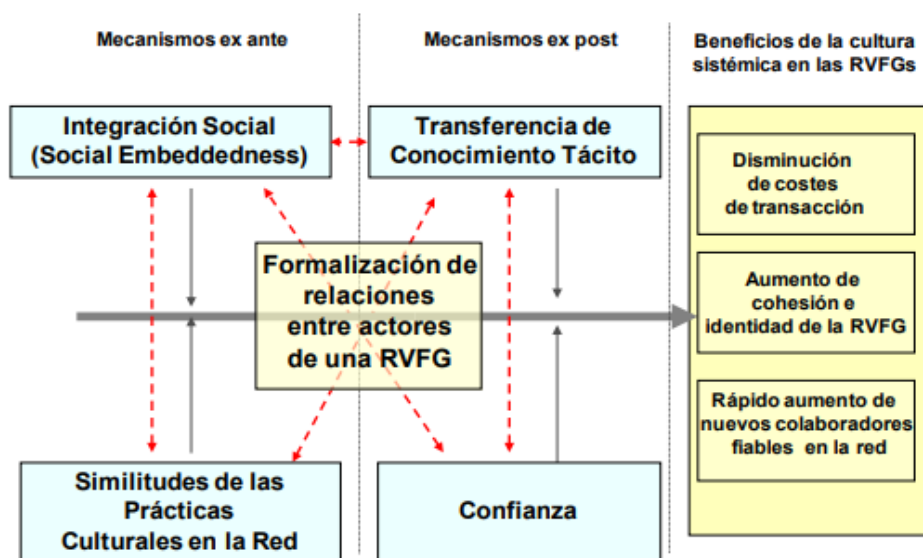 Mecanismos ex ante
Mecanismos ex post
Beneficios de la cultura
sistémica en las RVFGs
Integración Social
(Social Embeddedness)
Transferencia de
Conocimiento Tácito
Disminución
de costes
de transacción
Formalización de
relaciones
entre actores
de una RVFG
Aumento de
cohesión e
identidad de la RVFG
Rápido aumento de
nuevos colaboradores
fiables en la red
Similitudes de las
Prácticas
Culturales en la Red
Confianza